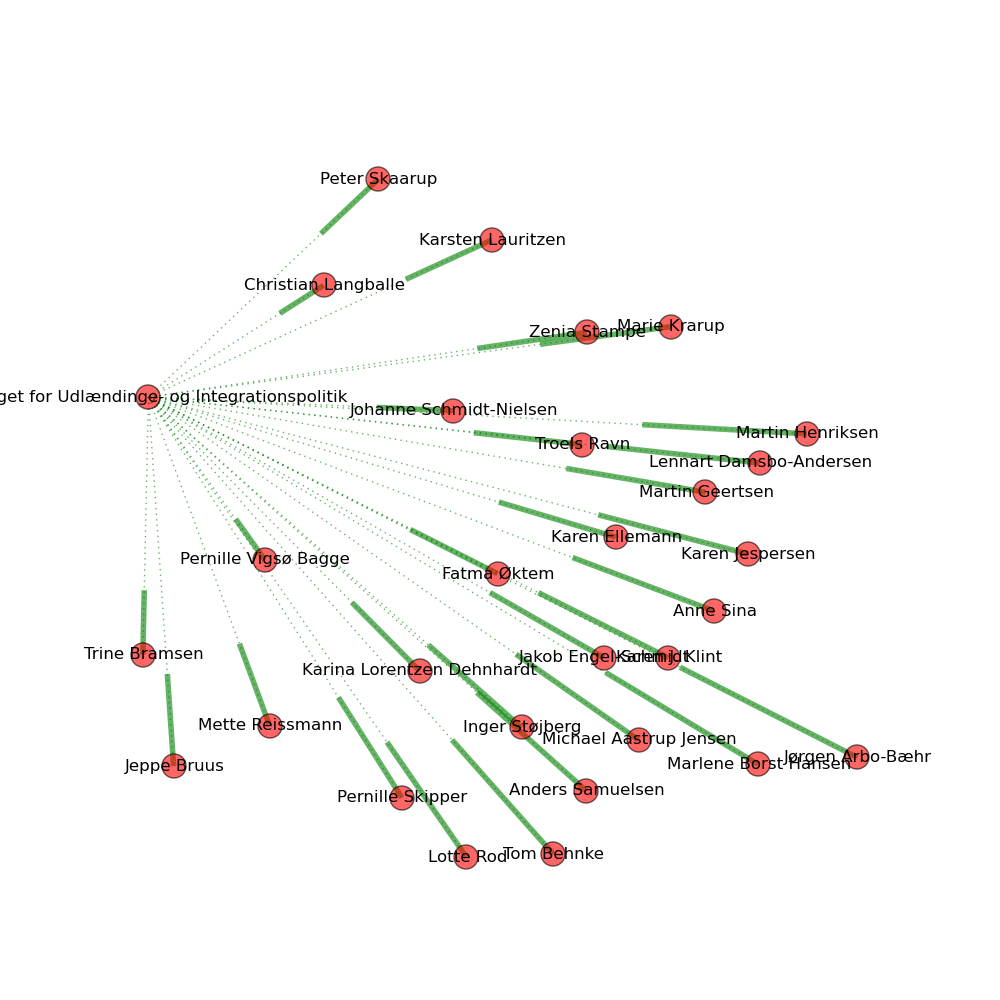 Peter Skaarup
Karsten Lauritzen
Christian Langballe
Marie Krarup
Zenia Stampe
get for Udlændinge- og Integrationspolitik
Johanne Schmidt-Nielsen
Martin Henriksen
Troels Ravn
Lennart Damsbo-Andersen
Martin Geertsen
Karen Ellemann
Karen Jespersen
Pernille Vigsø Bagge
Fatma Øktem
Anne Sina
Trine Bramsen
Jakob Engel-Schmidt
Karen J. Klint
Karina Lorentzen Dehnhardt
Mette Reissmann
Inger Støjberg
Michael Aastrup Jensen
Jørgen Arbo-Bæhr
Marlene Borst Hansen
Jeppe Bruus
Anders Samuelsen
Pernille Skipper
Lotte Rod
Tom Behnke